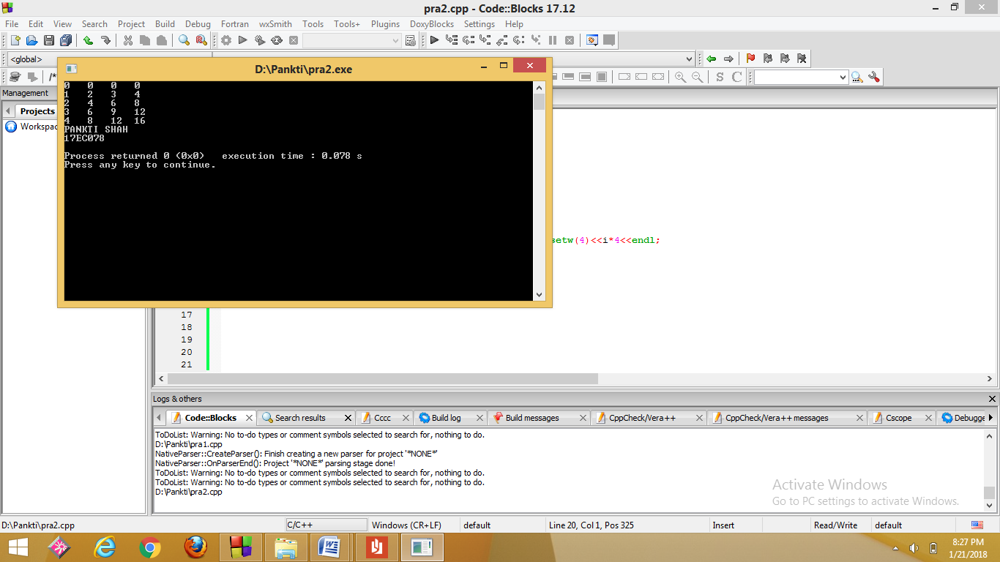 pra2.cpp - Code::Blocks 17.12
File Edit View Search Project Build Debug Fortran wxSmith Tools Tools+ Plugins DoxyBlocks Settings Help
<global>
/*
S C
Management
Projects
Workspac
D:\Pankti\pra2.exe
0 0 0 0
1 2 3 4
2 4 6 8
3 6 9 12
4 8 12 16
PANKTI SHAH
17EC078
Process returned 0 (0x0) execution time : 0.078 s
Press any key to continue.
setw(4)<<i*4<<endl;
17
18
19
20
21
Logs & others
Code::Blocks Search results Cccc Build log Build messages CppCheck/Vera++ CppCheck/Vera++ messages Cscope Debugge
ToDoList: Warning: No to-do types or comment symbols selected to search for, nothing to do.
D:\Pankti\pra1.cpp
NativeParser::CreateParser(): Finish creating a new parser for project '*NONE*'
NativeParser::OnParserEnd(): Project '*NONE*' parsing stage done!
ToDoList: Warning: No to-do types or comment symbols selected to search for, nothing to do.
ToDoList: Warning: No to-do types or comment symbols selected to search for, nothing to do.
D:\Pankti\pra2.cpp
Activate Windows
Go to PC settings to activate Windows.
D:\Pankti\pra2.cpp C/C++ Windows (CR+LF) default Line 20, Col 1, Pos 325 Insert Read/Write default
8:27 PM
1/21/2018